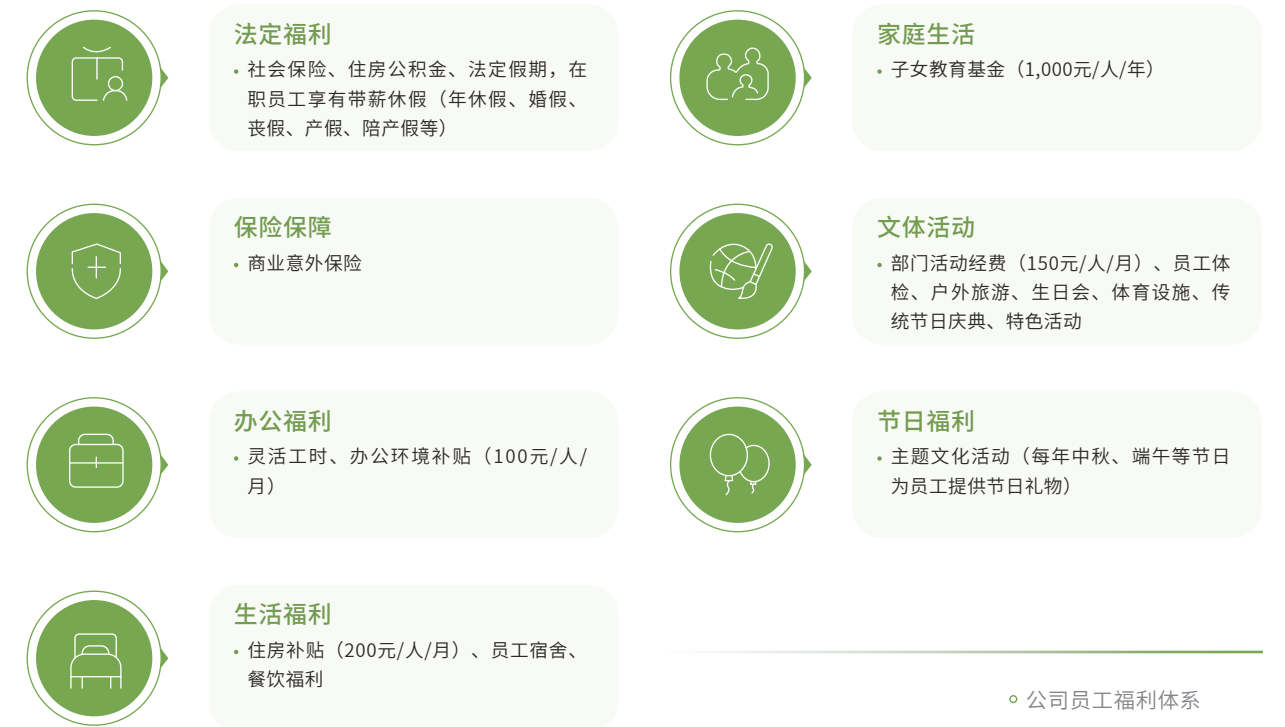 法定福利
• 社会保险、住房公积金、法定假期，在
职员工享有带薪休假（年休假、婚假、
丧假、产假、陪产假等）
家庭生活
• 子女教育基金（1,000元/人/年）
保险保障
• 商业意外保险
文体活动
• 部门活动经费（150元/人/月）、员工体
检、户外旅游、生日会、体育设施、传
统节日庆典、特色活动
办公福利
• 灵活工时、办公环境补贴（100元/人/
月）
节日福利
• 主题文化活动（每年中秋、端午等节日
为员工提供节日礼物）
生活福利
• 住房补贴（200元/人/月）、员工宿舍、
餐饮福利
公司员工福利体系